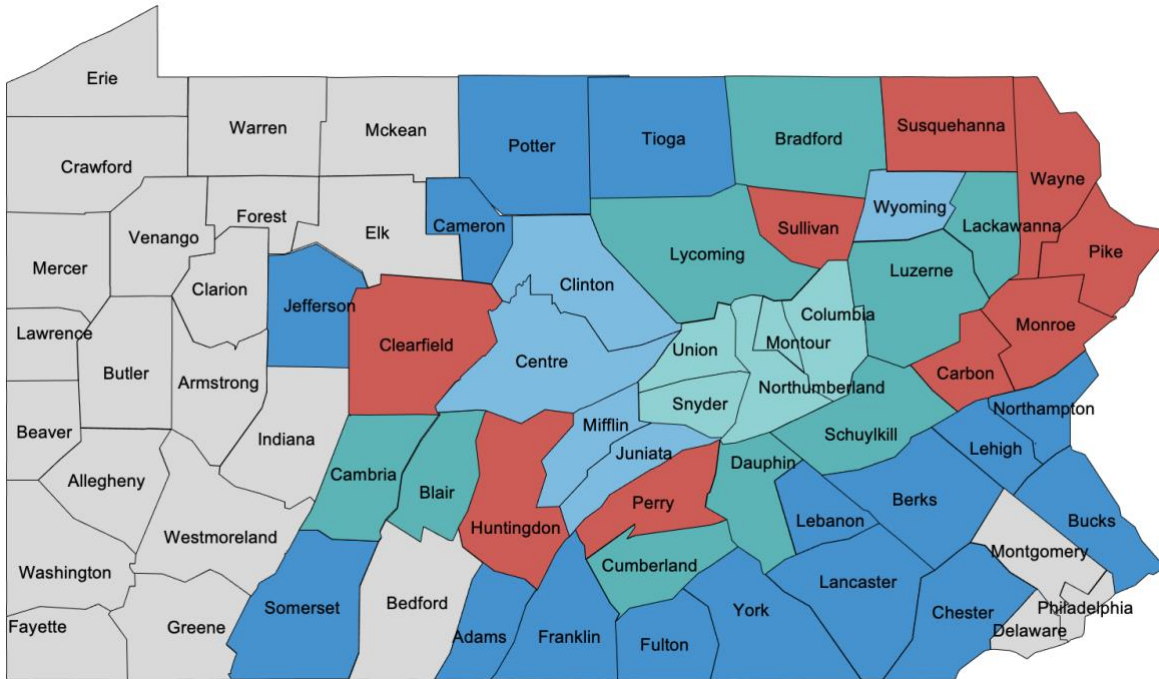 Erie
Warren
Mckean
Potter
Tioga
Bradford
Susquehanna
Crawford
Wayne
Forest
Cameron
Wyoming
Venango
Elk
Sullivan
Lackawanna
Mercer
Lycoming
Pike
Clarion
Clinton
Luzerne
Jefferson
Columbia
Lawrence
Clearfield
Union
Montour
Monroe
Butler
Centre
Carbon
Armstrong
Northumberland
Snyder
Northampton
Beaver
Indiana
Mifflin
Schuylkill
Lehigh
Juniata
Allegheny
Cambria
Blair
Dauphin
Perry
Berks
Huntingdon
Lebanon
Bucks
Westmoreland
Montgomery
Washington
Cumberland
Lancaster
Somerset
Bedford
York
Chester
Philadelphia
Fayette
Greene
Adams
Franklin
Fulton
Delaware